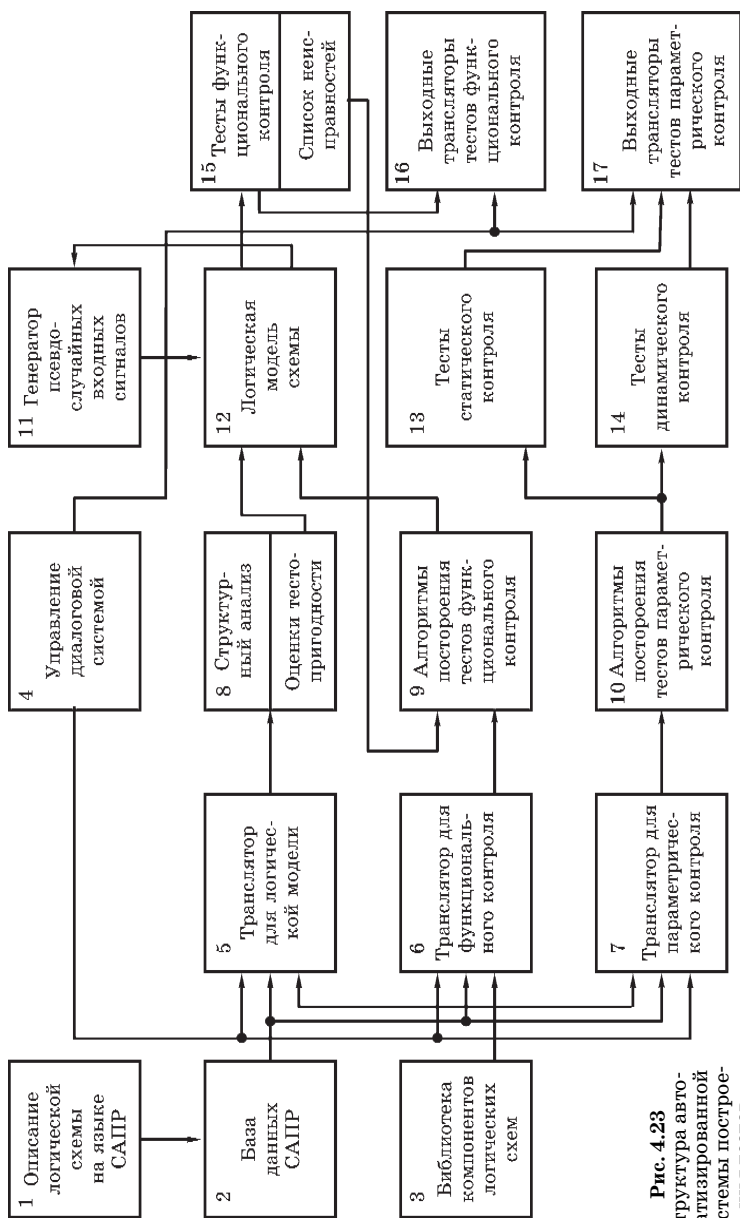 1 Описание
логической
схемы
на языке
САПР
2
База
данных
САПР
3
Библиотека
компонентов
логических
схем
4
Управление
диалоговой
системой
5
Транслятор
для логичес-
кой модели
6
Транслятор для
функциональ-
ного контроля
7
Транслятор для
параметричес-
кого контроля
8 Структур-
ный анализ
Оценки тесто-
пригодности
9 Алгоритмы
постороения
тестов функ-
ционального
контроля
10 Алгоритмы
постороения
тестов парамет-
рического
контроля
11 Генератор
псевдо-
случайных
входных
сигналов
12
Логическая
модель
схемы
13
Тесты
статического
контроля
14
Тесты
динамического
контроля
15 Тесты функ-
ционального
контроля
Список неис-
правностей
16
Выходные
трансляторы
тестов функ-
ционального
контроля
17
Выходные
трансляторы
тестов парамет-
рического
контроля
Рис. 4.23
труктура авто-
атизированной
стемы построе-